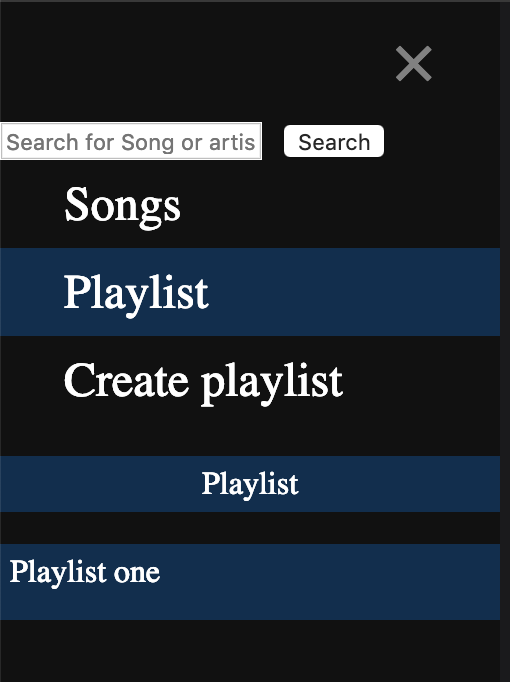 Search for Song or artis
Search
Songs
Playlist
Create playlist
Playlist
Playlist one